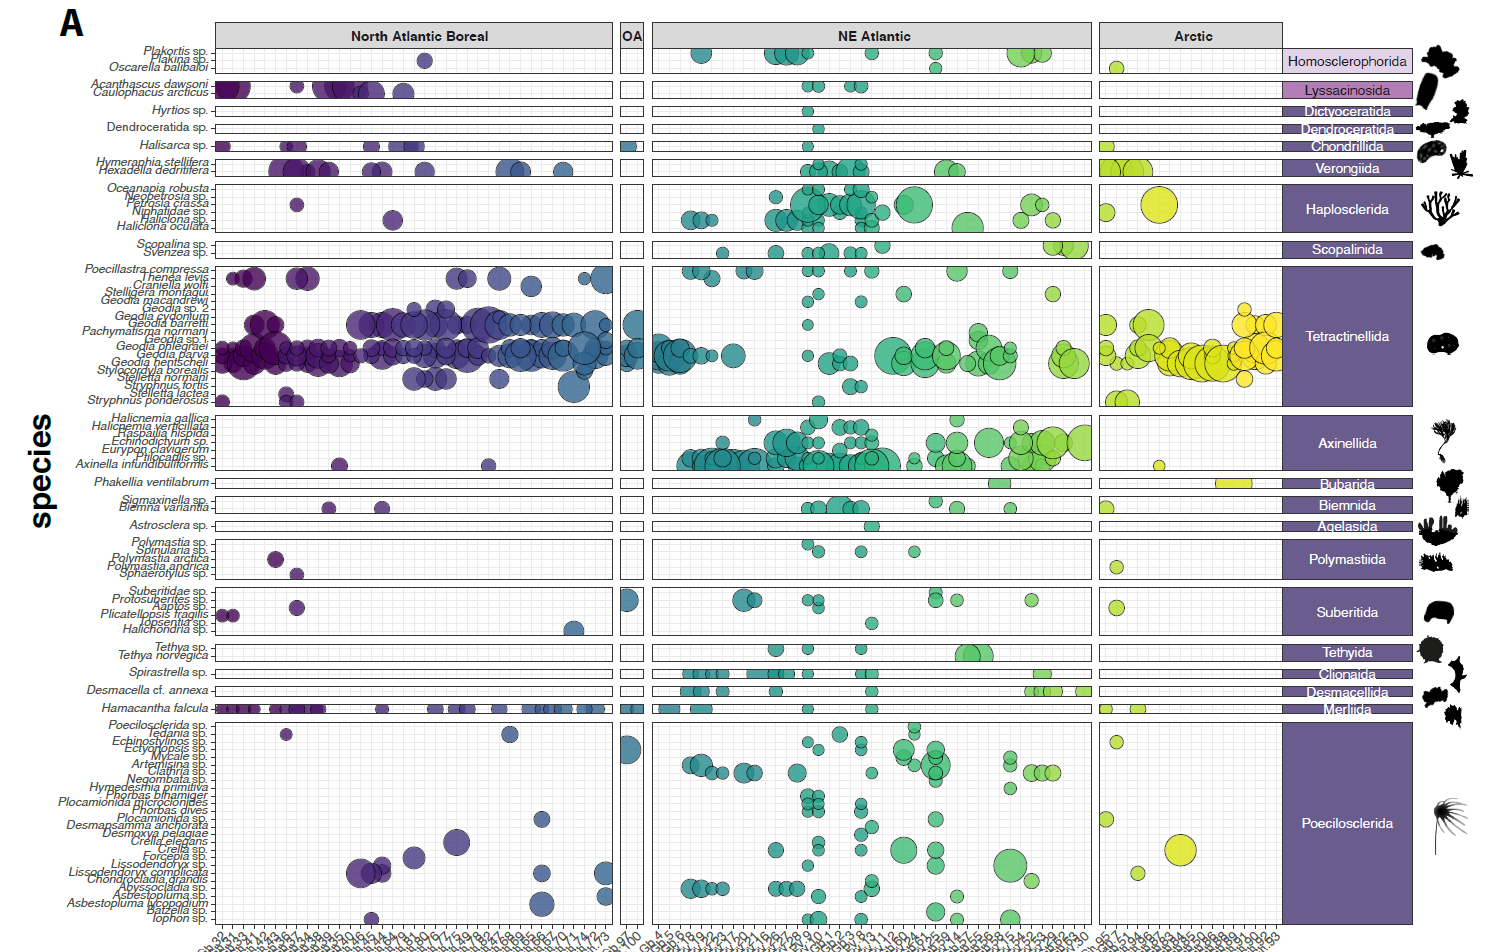 A
North Atlantic Boreal
OA
NE Atlantic
Arctic
species
Plakortis sp.
Plakina sp.
Oscarella balibaloi
Homosclerophorida
Acanthascus dawsoni
Caulophacus arcticus
Lyssacinosida
Hyrtios sp.
Dictyoceratida
Dendroceratida sp.
Dendroceratida
Halisarca sp.
Chondrillida
Hymeraphia stellifera
Hexadella dedritifera
Verongiida
Oceanapia robusta
Neopetrosia sp.
Petrosia crassa
Niphatidae sp.
Haliclona sp.
Haliclona oculata
Haplosclerida
Scopalina sp.
Svenzea sp.
Scopalinida
Poecillastra compressa
Thenea levis
Craniella wolfi
Stelligera montagui
Geodia macandrewi
Geodia sp. 2
Geodia cydonium
Geodia barretti
Pachymatisma normani
Geodia sp.1
Geodia phlegraei
Geodia parva
Geodia hentscheli
Stylocordyla borealis
Stelletta normani
Stryphnus fortis
Stelletta lactea
Stryphnus ponderosus
Tetractinellida
Halicnemia gallica
Halicnemia verticillata
Raspailia hispida
Echinodictyum sp.
Eurypon clavigerum
Ptilocaulis sp.
Axinella infundibuliformis
Axinellida
Phakellia ventilabrum
Bubarida
Sigmaxinella sp.
Biemna variantia
Biemnida
Astrosclera sp.
Agelasida
Polymastia sp.
Spinularia sp.
Polymastia arctica
Polymastia andrica
Sphaerotylus sp.
Polymastiida
Suberitidae sp.
Protosuberites sp.
Aaptos sp.
Plicatellopsis fragilis
Topsentia sp.
Halichondria sp.
Suberitida
Tethya sp.
Tethya norvegica
Tethyida
Spirastrella sp.
Clionaida
Desmacella cf. annexa
Desmacellida
Hamacantha falcula
Merliida
Poecilosclerida sp.
Tedania sp.
Echinostylinos sp.
Ectyonopsis sp.
Mycale sp.
Artemisina sp.
Clathria sp.
Negombata sp.
Hymedesmia primitiva
Phorbas bihamiger
Plocamionida microcionides
Phorbas dives
Plocamionida sp.
Desmapsamma anchorata
Desmoxya pelagiae
Crella elegans
Crella sp.
Forcepia sp.
Lissodendoryx sp.
Lissodendoryx complicata
Chondrocladia grandis
Abyssocladia sp.
Asbestopluma sp.
Asbestopluma lycopodium
Batzella sp.
Iophon sp.
Poecilosclerida